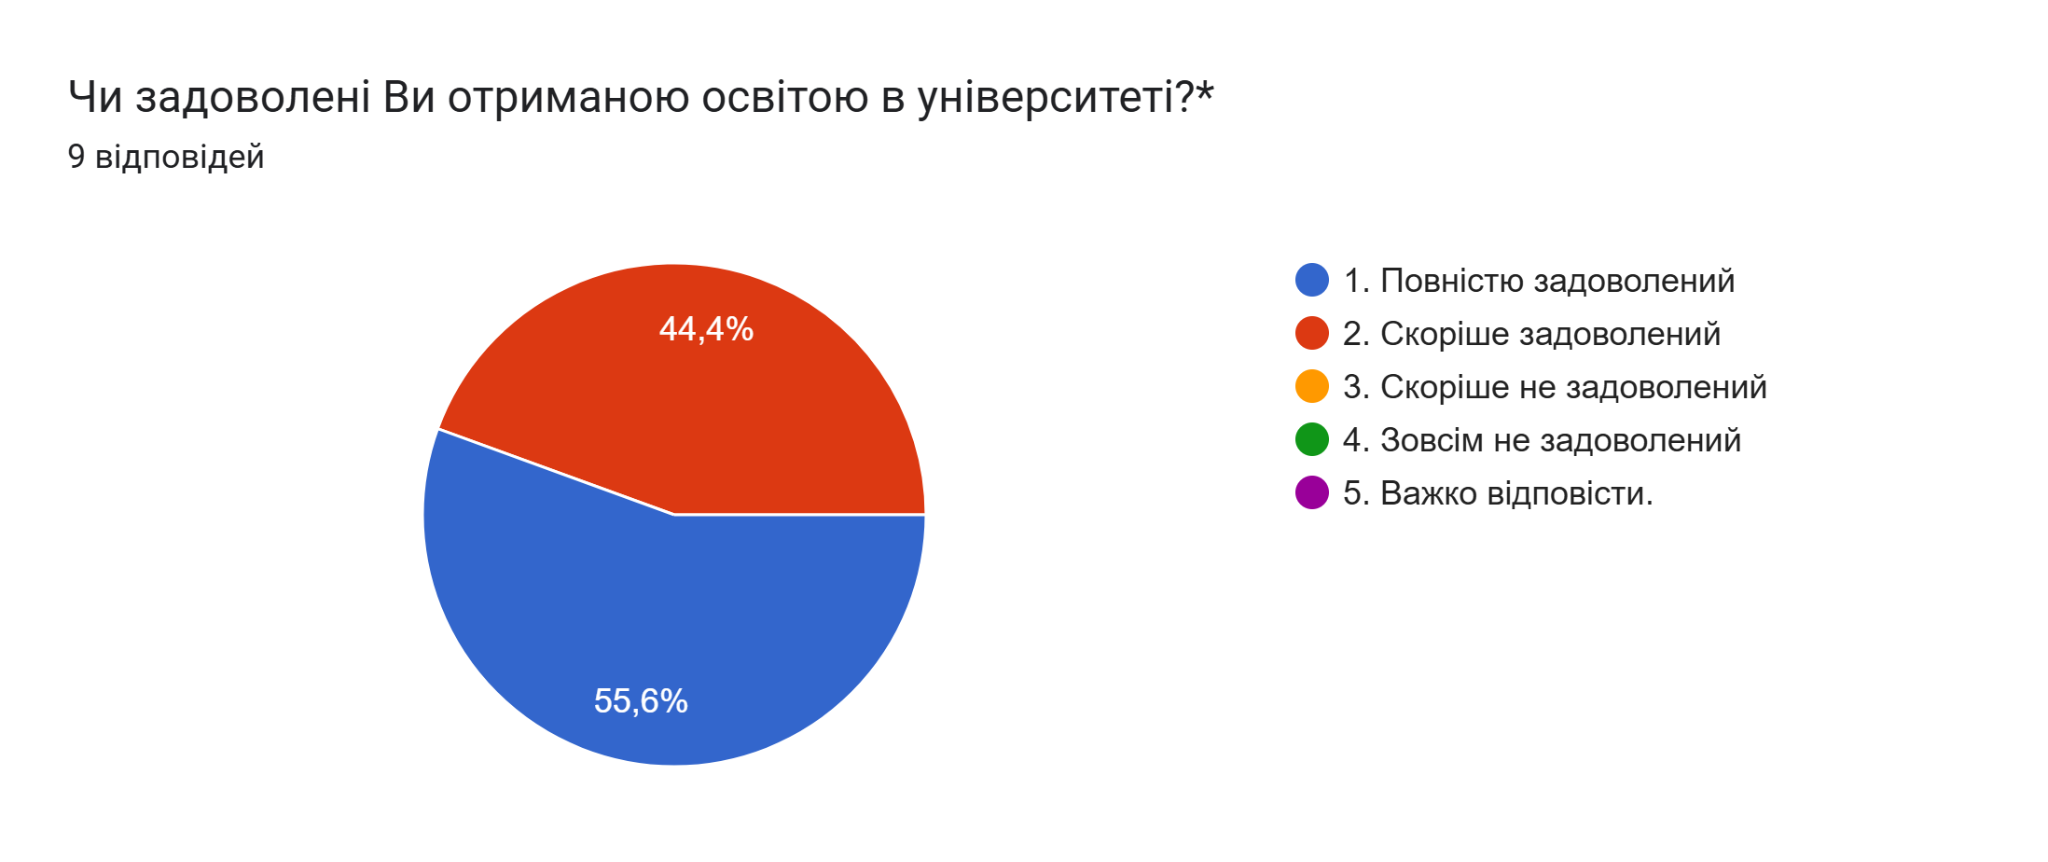 Чи задоволені Ви отриманою освітою в університеті?*
9 відповідей
44,4%
55,6%
1. Повністю задоволений
2. Скоріше задоволений
3. Скоріше не задоволений
4. Зовсім не задоволений
5. Важко відповісти.